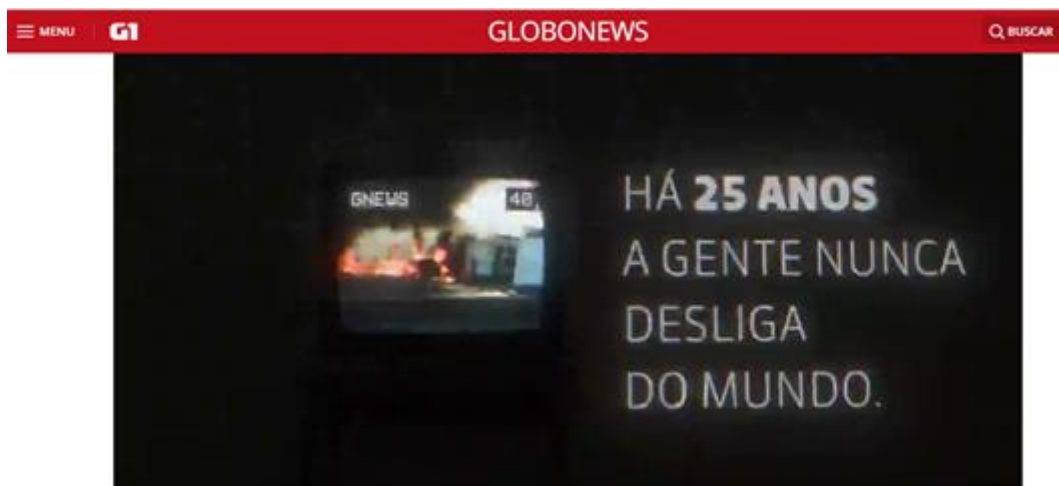 MENU G1 GLOBONEWS BUSCAR
GNEWS 40
HÁ 25 ANOS
A GENTE NUNCA
DESLIGA
DO MUNDO.